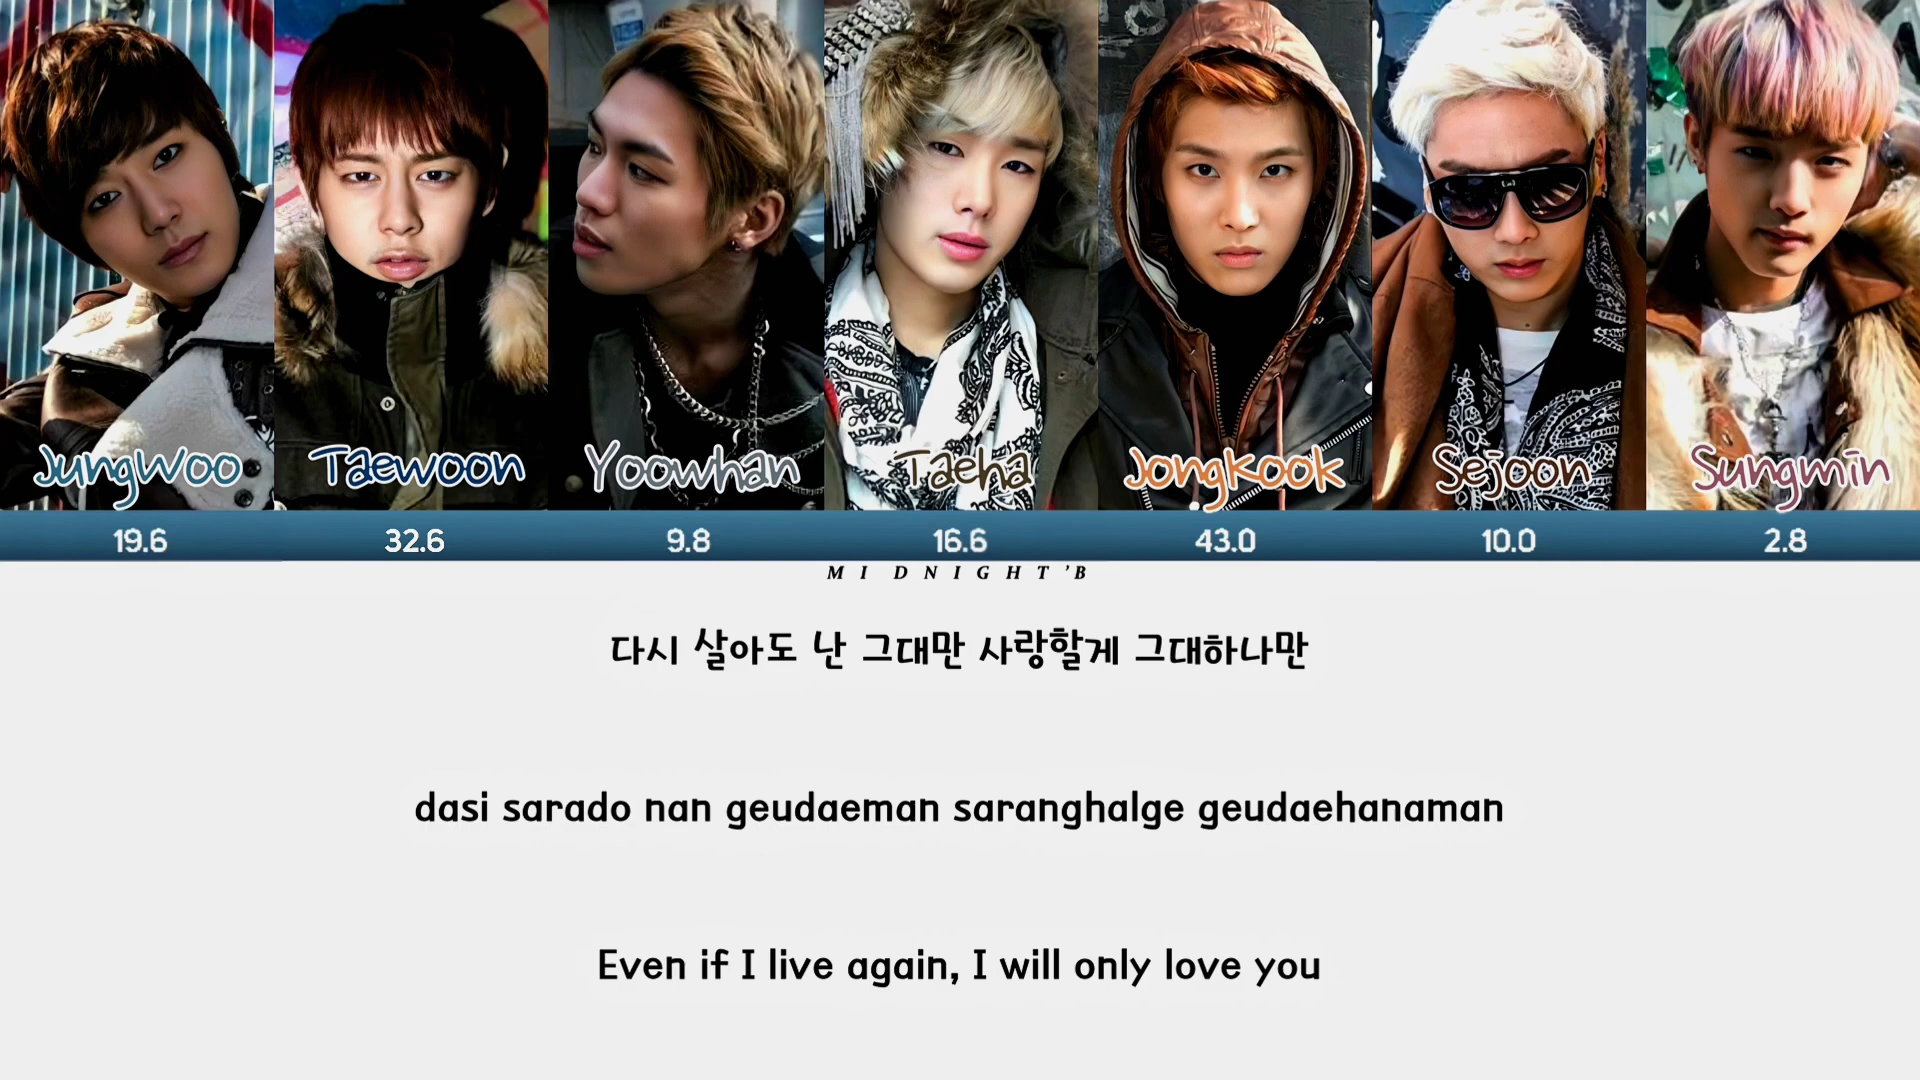 JungWoo Taewoon Yoowhan Taeha JongKook Sejoon Sungmin
19.6 32.6 9.8 16.6 43.0 10.0 2.8
MIDNIGHT'B
다시 살아도 난 그대만 사랑할게 그대하나만
dasi sarado nan geudaeman saranghalge geudaehanaman
Even if I live again, I will only love you